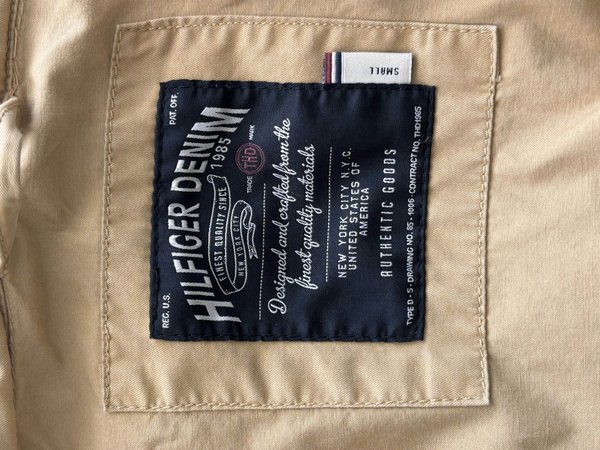 SMALL
REG. U.S.
PAT. OFF.
HILFIGER DENIM
FINEST QUALITY SINCE 1985
NEW YORK CITY
TRADE THD MARK
Designed and crafted from the
finest quality materials
NEW YORK CITY N.Y.C.
UNITED STATES OF
AMERICA
AUTHENTIC GOODS
TYPE D - S - DRAWING NO. 85 - 1006 - CONTRACT NO. THD1985